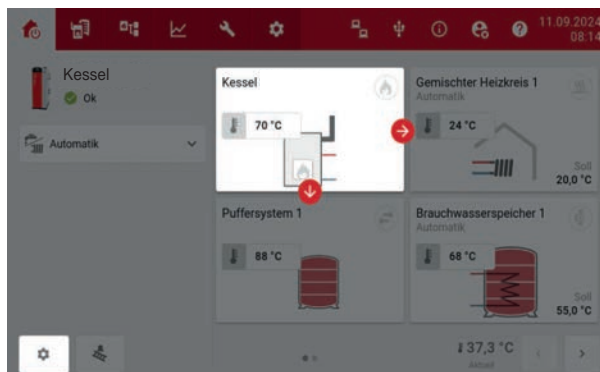 11.09.2024
08:14
Kessel
Ok
Automatik
Kessel
70 °C
Gemischter Heizkreis 1
Automatik
24 °C
Soll
20,0 °C
Puffersystem 1
88 °C
Brauchwasserspeicher 1
Automatik
68 °C
Soll
55,0 °C
37,3 °C
Aktuell